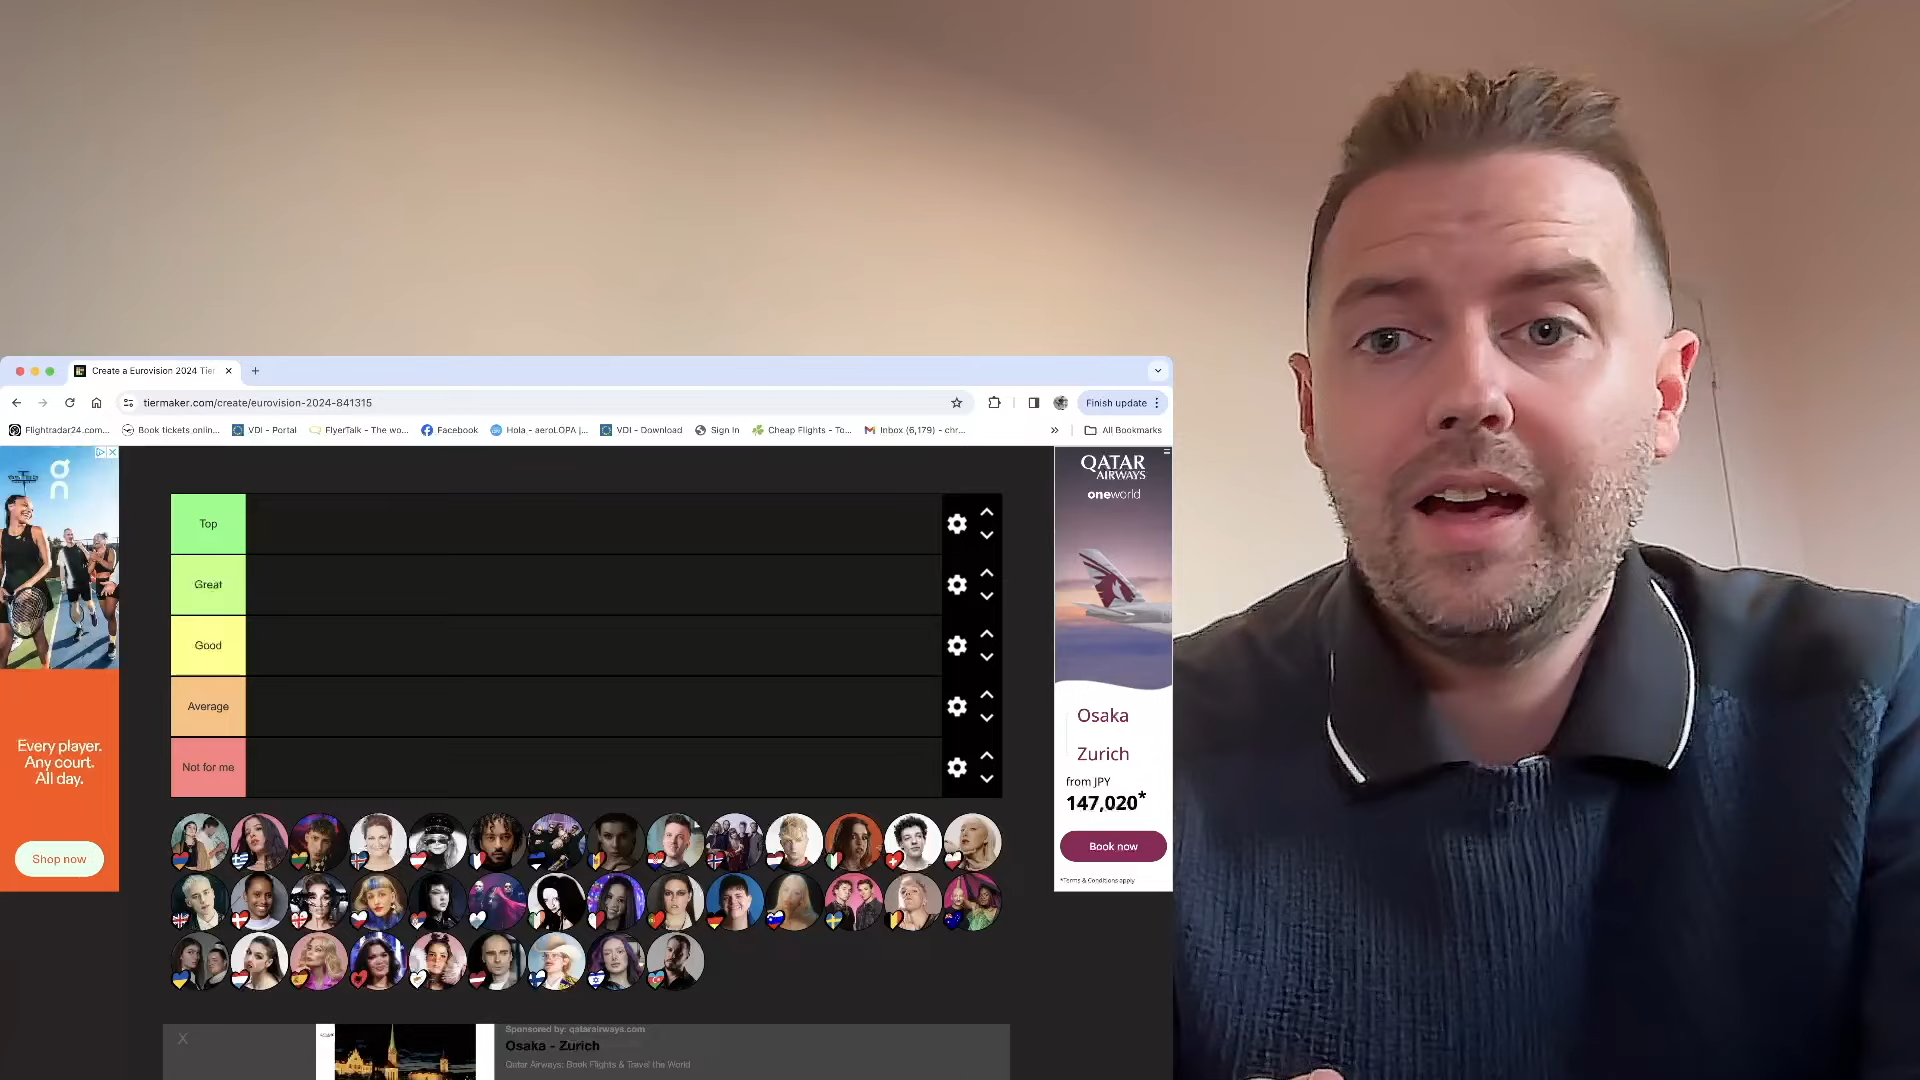 Create a Eurovision 2024 Tier
tiermaker.com/create/eurovision-2024-841315
Finish update
Flightradar24.com...
Book tickets onlin...
VDI - Portal
FlyerTalk - The wo...
Facebook
Hola - aeroLOPA |...
VDI - Download
Sign In
Cheap Flights - To...
Inbox (6,179) - chr...
All Bookmarks
on
Every player.
Any court.
All day.
Shop now
Top
Great
Good
Average
Not for me
QATAR
AIRWAYS
oneworld
Osaka
Zurich
from JPY
147,020*
Book now
*Terms & Conditions apply
X
Sponsored by: qatarairways.com
Osaka - Zurich
Qatar Airways: Book Flights & Travel the World